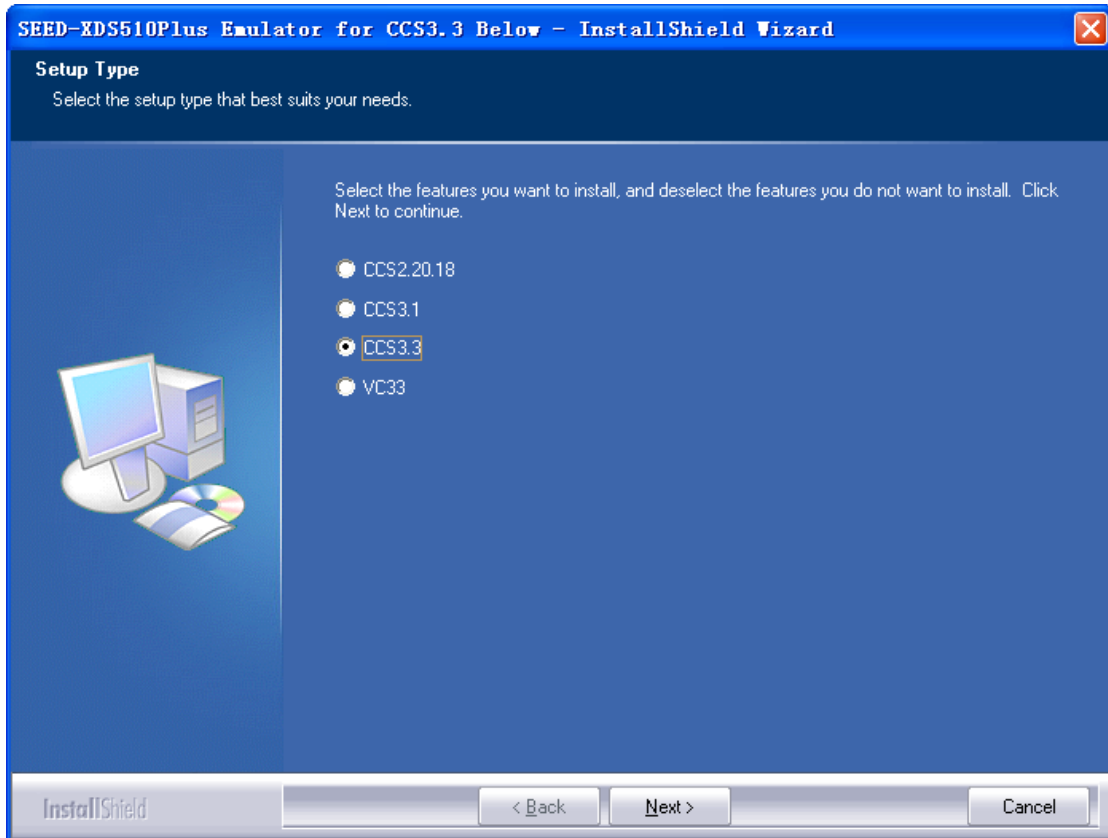 SEED-XDS510Plus Emulator for CCS3.3 Below - InstallShield Wizard
Setup Type
Select the setup type that best suits your needs.
Select the features you want to install, and deselect the features you do not want to install. Click
Next to continue.
CCS2.20.18
CCS3.1
CCS3.3
VC33
InstallShield
< Back
Next >
Cancel